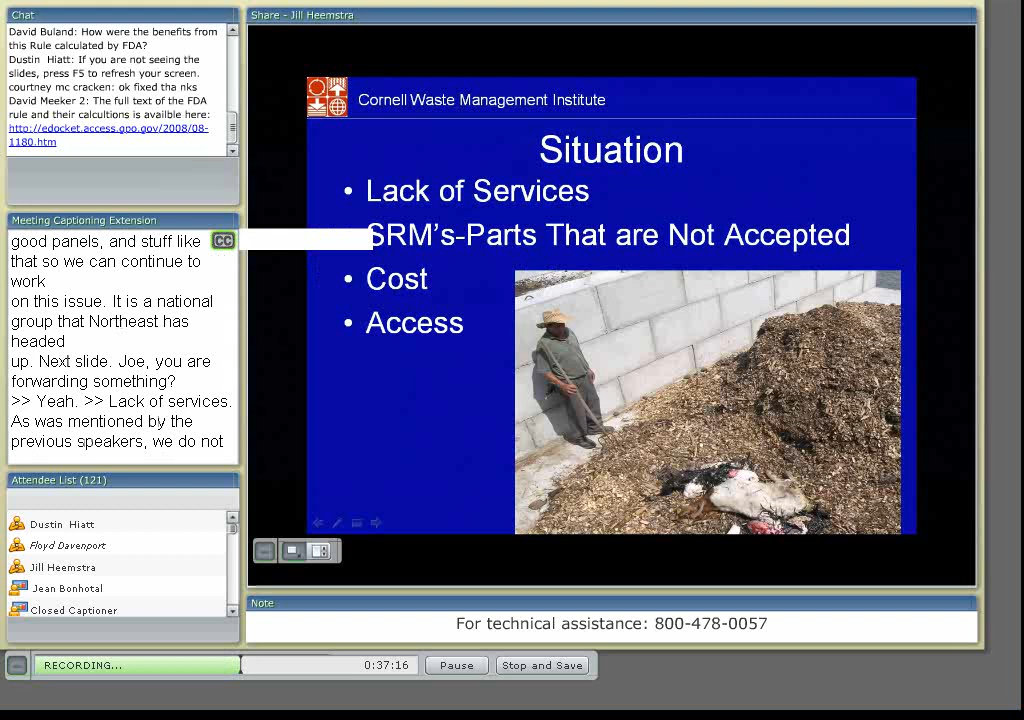 Chat
David Buland: How were the benefits from
this Rule calculated by FDA?
Dustin Hiatt: If you are not seeing the
slides, press F5 to refresh your screen.
courtney mc cracken: ok fixed tha nks
David Meeker 2: The full text of the FDA
rule and their calcultions is availble here:
http://edocket.access.gpo.gov/2008/08-
1180.htm
Meeting Captioning Extension
CC
good panels, and stuff like
that so we can continue to
work
on this issue. It is a national
group that Northeast has
headed
up. Next slide. Joe, you are
forwarding something?
>> Yeah. >> Lack of services.
As was mentioned by the
previous speakers, we do not
Attendee List (121)
Dustin Hiatt
Floyd Davenport
Jill Heemstra
Jean Bonhotal
Closed Captioner
Share - Jill Heemstra
Cornell Waste Management Institute
Situation
• Lack of Services
SRM's-Parts That are Not Accepted
• Cost
• Access
Note
For technical assistance: 800-478-0057
RECORDING...
0:37:16
Pause
Stop and Save